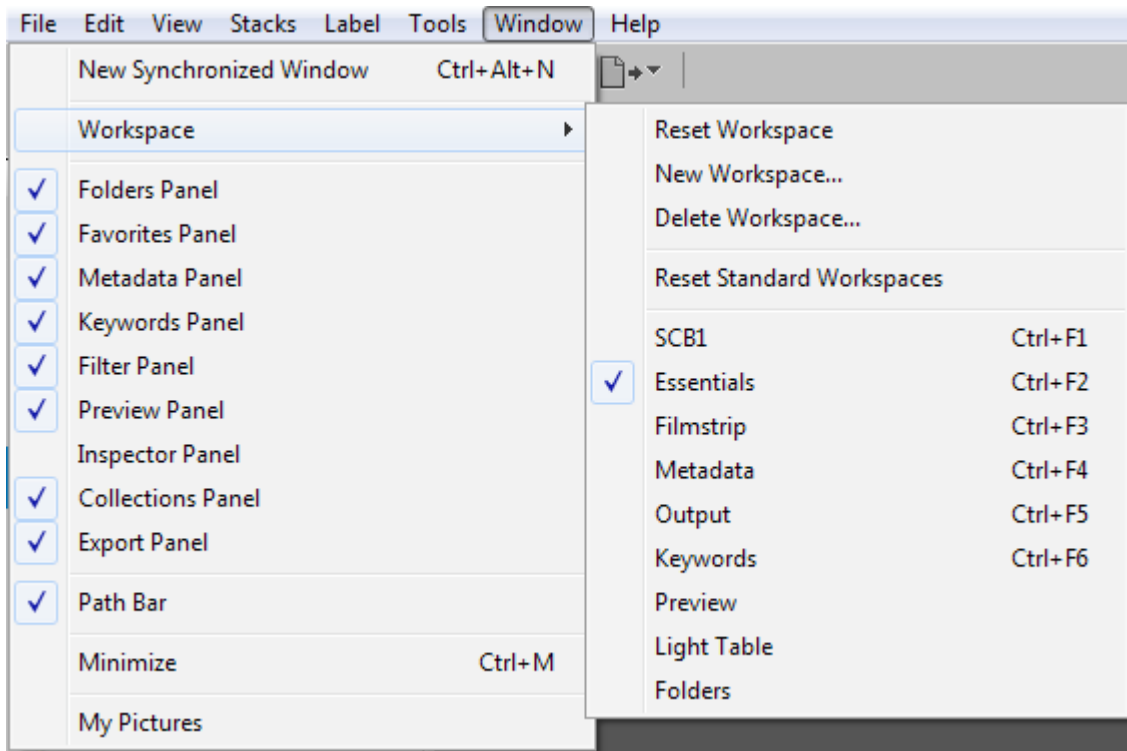 File Edit View Stacks Label Tools Window Help
New Synchronized Window Ctrl+Alt+N
Workspace
Folders Panel
Favorites Panel
Metadata Panel
Keywords Panel
Filter Panel
Preview Panel
Inspector Panel
Collections Panel
Export Panel
Path Bar
Minimize Ctrl+M
My Pictures
Reset Workspace
New Workspace...
Delete Workspace...
Reset Standard Workspaces
SCB1 Ctrl+F1
Essentials Ctrl+F2
Filmstrip Ctrl+F3
Metadata Ctrl+F4
Output Ctrl+F5
Keywords Ctrl+F6
Preview
Light Table
Folders